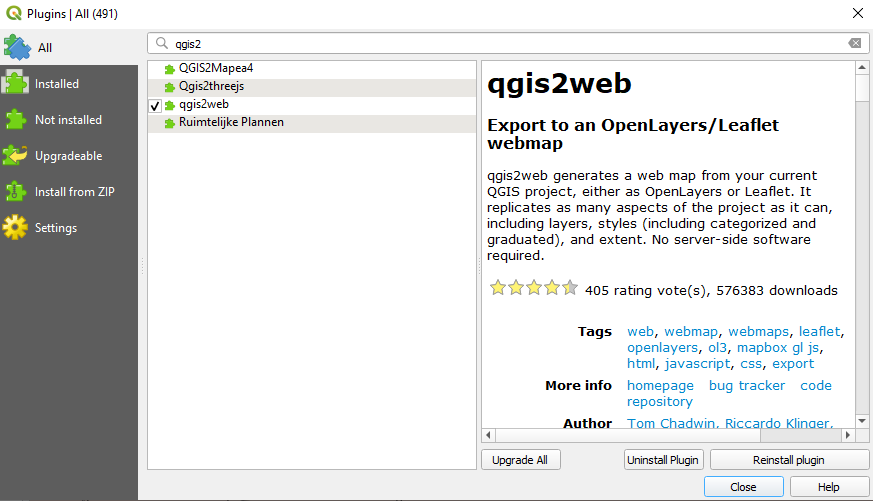 Plugins | All (491)
All
Installed
Not installed
Upgradeable
Install from ZIP
Settings
qgis2
QGIS2Mapea4
Qgis2threejs
qgis2web
Ruimtelijke Plannen
qgis2web
Export to an OpenLayers/Leaflet
webmap
qgis2web generates a web map from your current
QGIS project, either as OpenLayers or Leaflet. It
replicates as many aspects of the project as it can,
including layers, styles (including categorized and
graduated), and extent. No server-side software
required.
405 rating vote(s), 576383 downloads
Tags web, webmap, webmaps, leaflet,
openlayers, ol3, mapbox gl js,
html, javascript, css, export
More info homepage bug tracker code
repository
Author Tom Chadwin, Riccardo Klinger,
Upgrade All Uninstall Plugin Reinstall plugin
Close Help